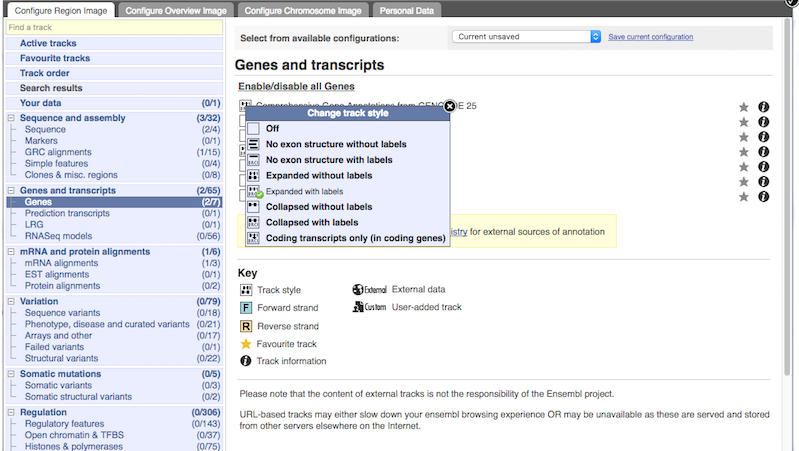 Configure Region Image
Configure Overview Image
Configure Chromosome Image
Personal Data
Find a track
Active tracks
Favourite tracks
Track order
Search results
Your data (0/1)
Sequence and assembly (3/32)
Sequence (2/4)
Markers (0/1)
GRC alignments (1/15)
Simple features (0/4)
Clones & misc. regions (0/8)
Genes and transcripts (2/65)
Genes (2/7)
Prediction transcripts (0/1)
LRG (0/1)
RNASeq models (0/56)
mRNA and protein alignments (1/6)
mRNA alignments (1/3)
EST alignments (0/1)
Protein alignments (0/2)
Variation (0/79)
Sequence variants (0/18)
Phenotype, disease and curated variants (0/21)
Arrays and other (0/17)
Failed variants (0/1)
Structural variants (0/22)
Somatic mutations (0/5)
Somatic variants (0/3)
Somatic structural variants (0/2)
Regulation (0/306)
Regulatory features (0/143)
Open chromatin & TFBS (0/37)
Histones & polymerases (0/75)
Select from available configurations:
Current unsaved
Save current configuration
Genes and transcripts
Enable/disable all Genes
Comprehensive Gene Annotations from GENCODE 25
Change track style
Off
No exon structure without labels
No exon structure with labels
Expanded without labels
Expanded with labels
Collapsed without labels
Collapsed with labels
Coding transcripts only (in coding genes)
istry for external sources of annotation
Key
Track style
External External data
F Forward strand
Custom User-added track
R Reverse strand
Favourite track
i Track information
Please note that the content of external tracks is not the responsibility of the Ensembl project.
URL-based tracks may either slow down your ensembl browsing experience OR may be unavailable as these are served and stored
from other servers elsewhere on the Internet.